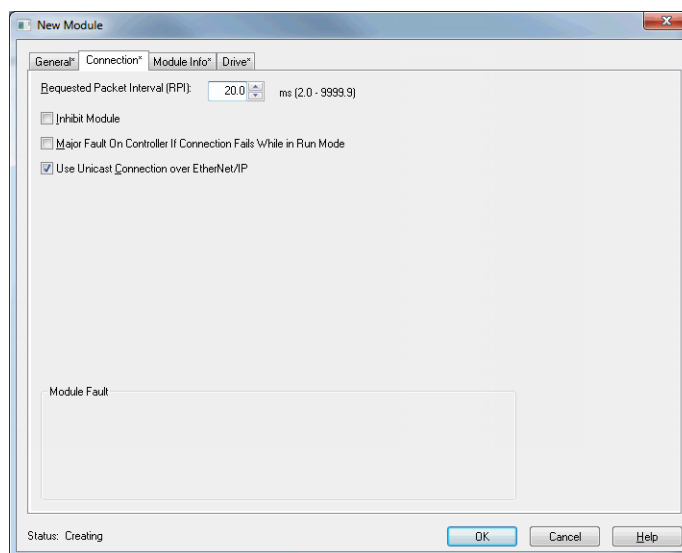 New Module
General* Connection* Module Info* Drive*
Requested Packet Interval (RPI): 20.0 ms (2.0 - 9999.9)
Inhibit Module
Major Fault On Controller If Connection Fails While in Run Mode
Use Unicast Connection over EtherNet/IP
Module Fault
Status: Creating OK Cancel Help